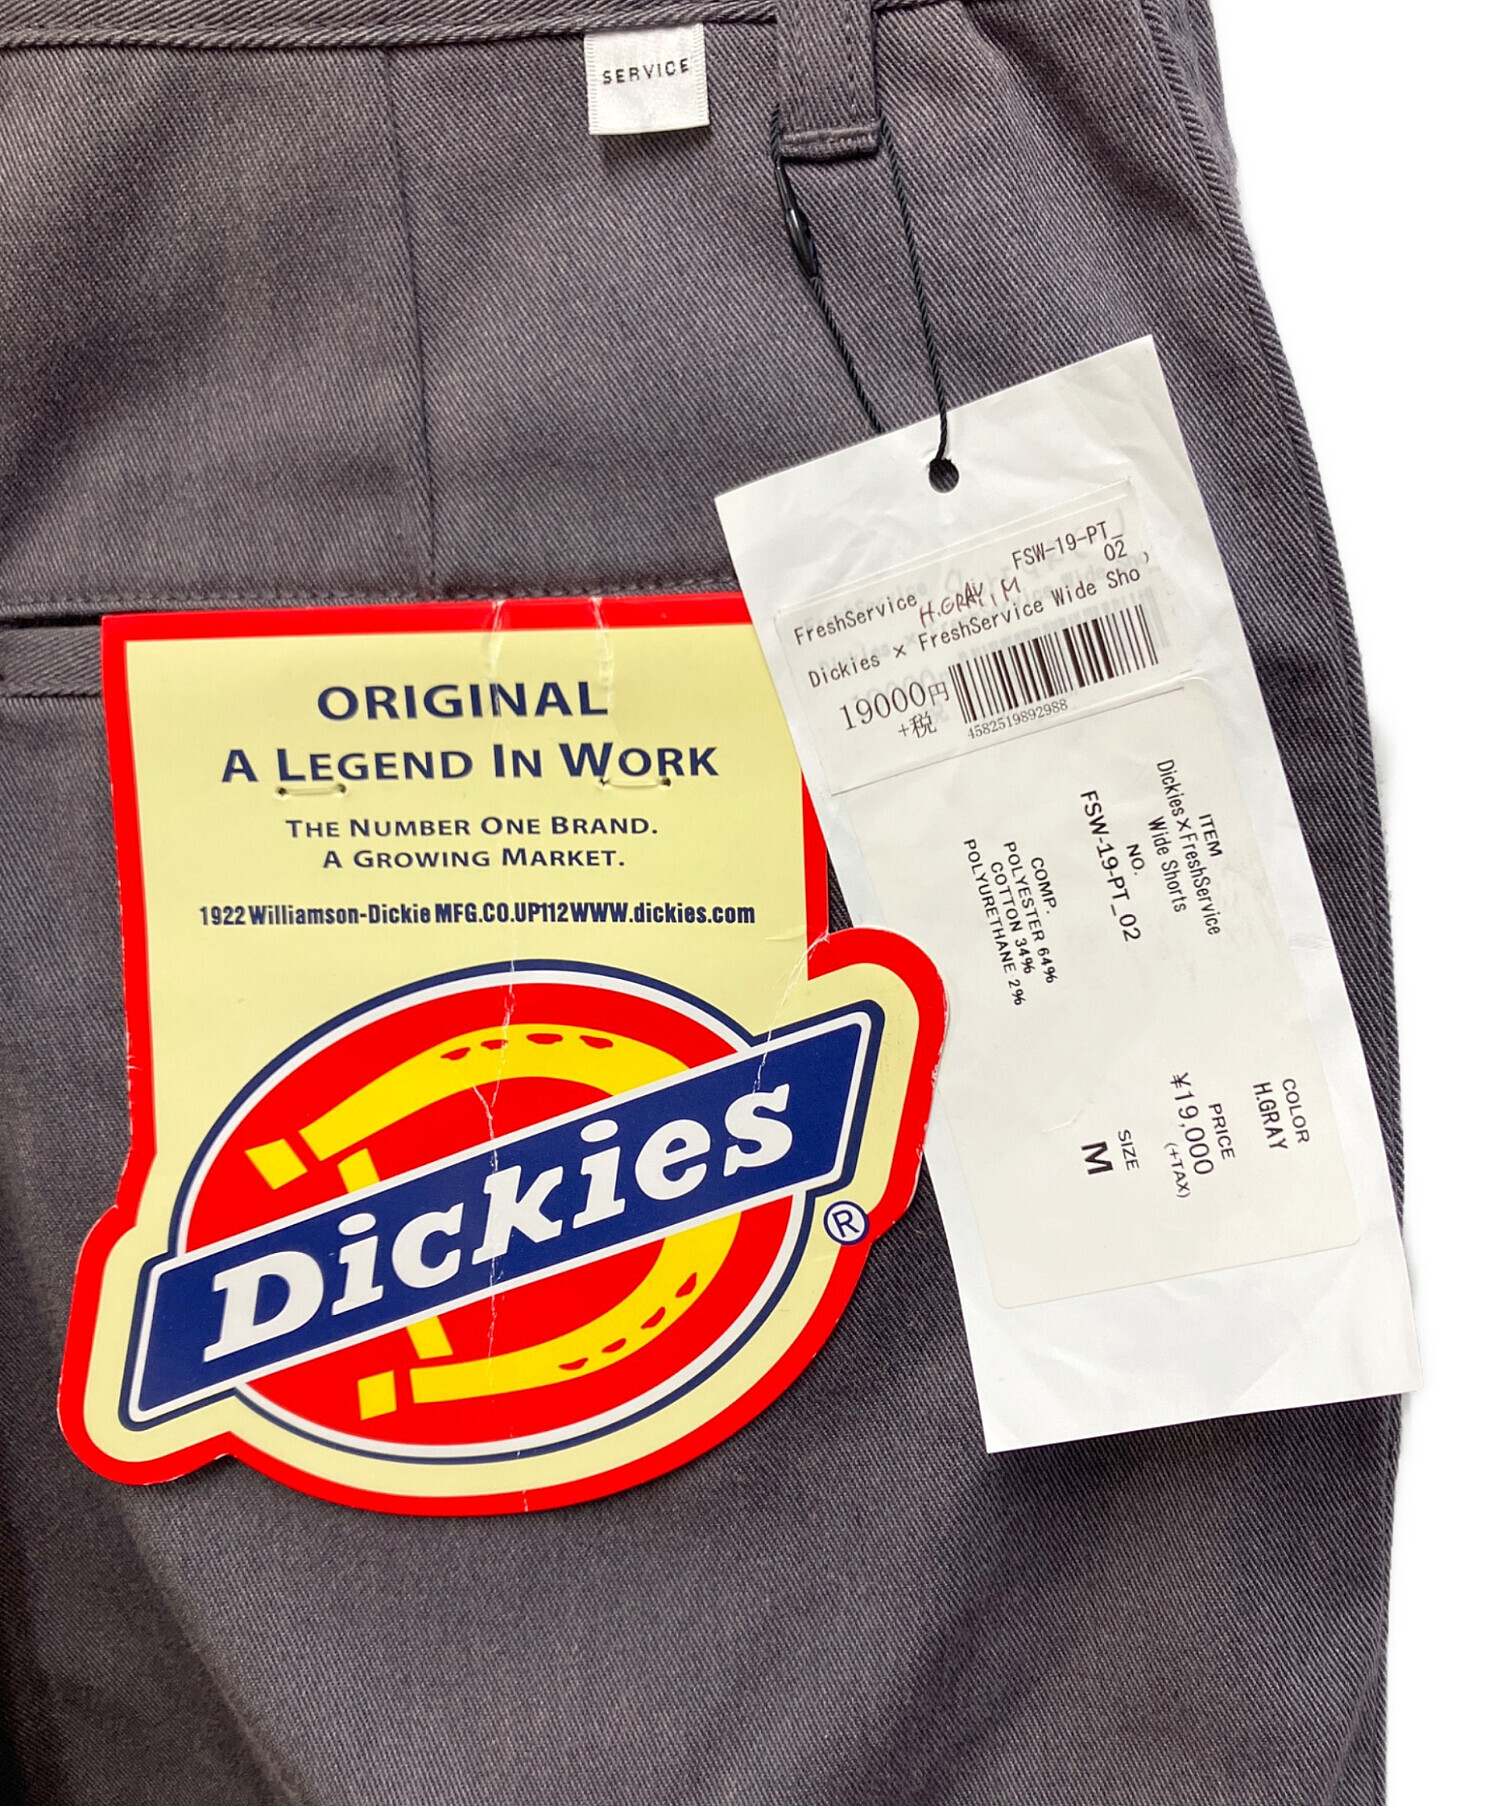 SERVICE
ORIGINAL
A LEGEND IN WORK
THE NUMBER ONE BRAND.
A GROWING MARKET.
1922 Williamson-Dickie MFG.CO.UP112WWW.dickies.com
Dickies
®
FSW-19-PT_
02
FreshService
H.GRAY, M
Dickies × FreshService Wide Sho
19000円
+税
4582519892988
ITEM
Dickies×FreshService
Wide Shorts
NO.
FSW-19-PT_02
COMP.
POLYESTER 64%
COTTON 34%
POLYURETHANE 2%
COLOR
H.GRAY
PRICE
¥19,000
(+TAX)
SIZE
M